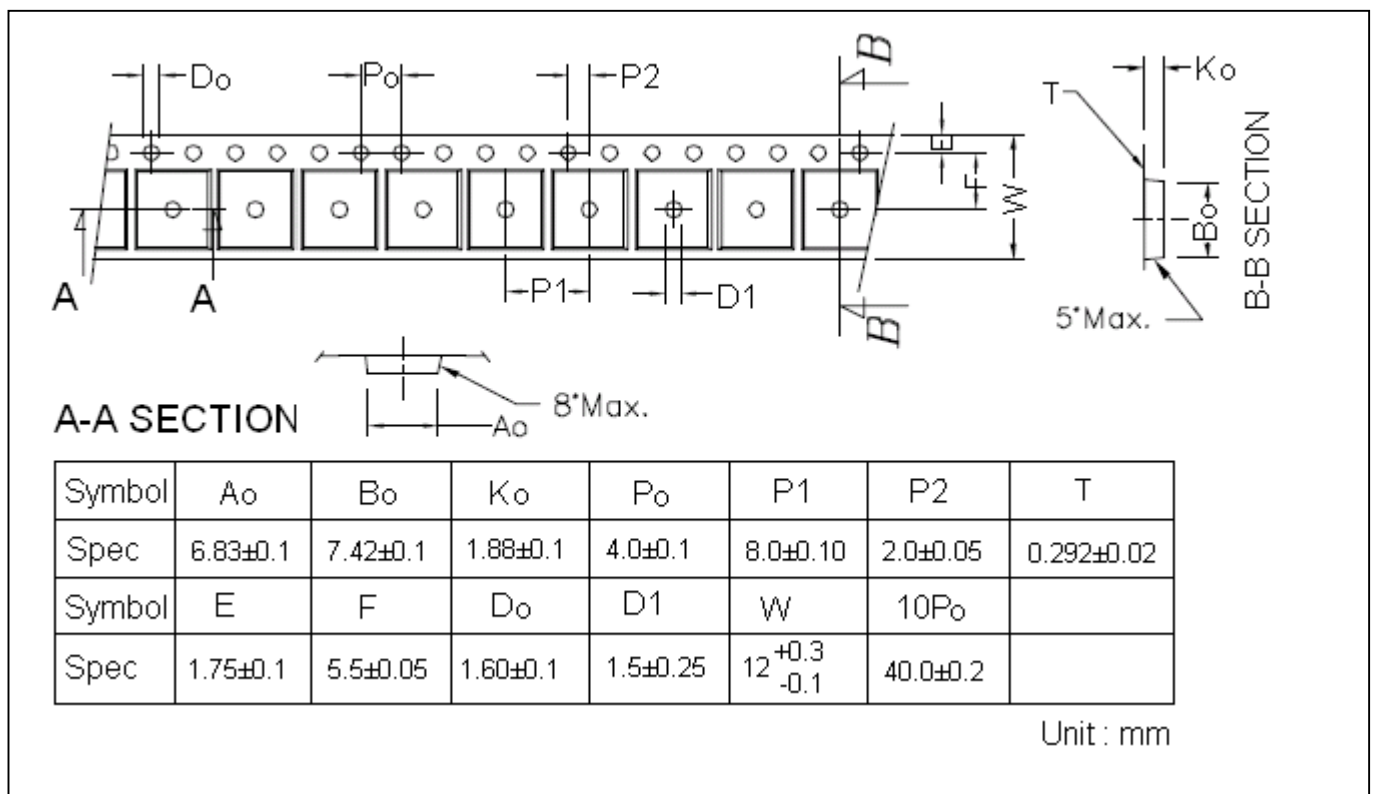 Do
Po
P2
B
T
Ko
E
F
W
Bo
B-B SECTION
A
A
P1
D1
B
5°Max.
8°Max.
A-A SECTION
Ao
Symbol Ao Bo Ko Po P1 P2 T
Spec 6.83±0.1 7.42±0.1 1.88±0.1 4.0±0.1 8.0±0.10 2.0±0.05 0.292±0.02
Symbol E F Do D1 W 10Po
Spec 1.75±0.1 5.5±0.05 1.60±0.1 1.5±0.25 12 +0.3 -0.1 40.0±0.2
Unit : mm